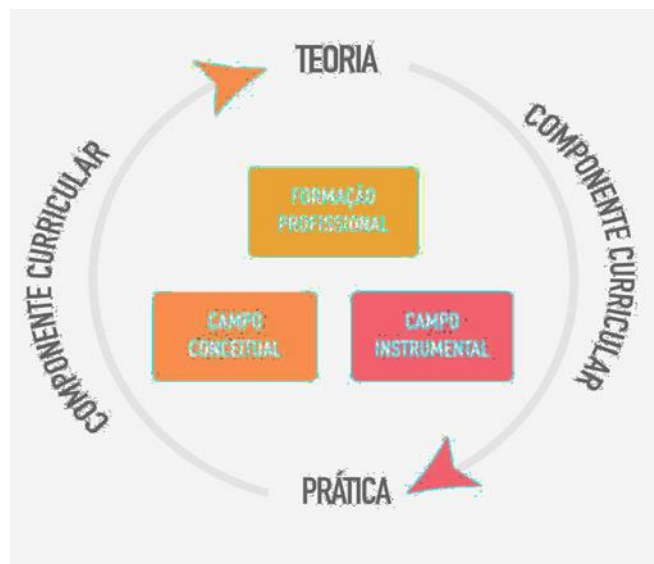 TEORIA
COMPONENTE CURRICULAR
COMPONENTE CURRICULAR
FORMAÇÃO
PROFISSIONAL
CAMPO
CONCEITUAL
CAMPO
INSTRUMENTAL
PRÁTICA